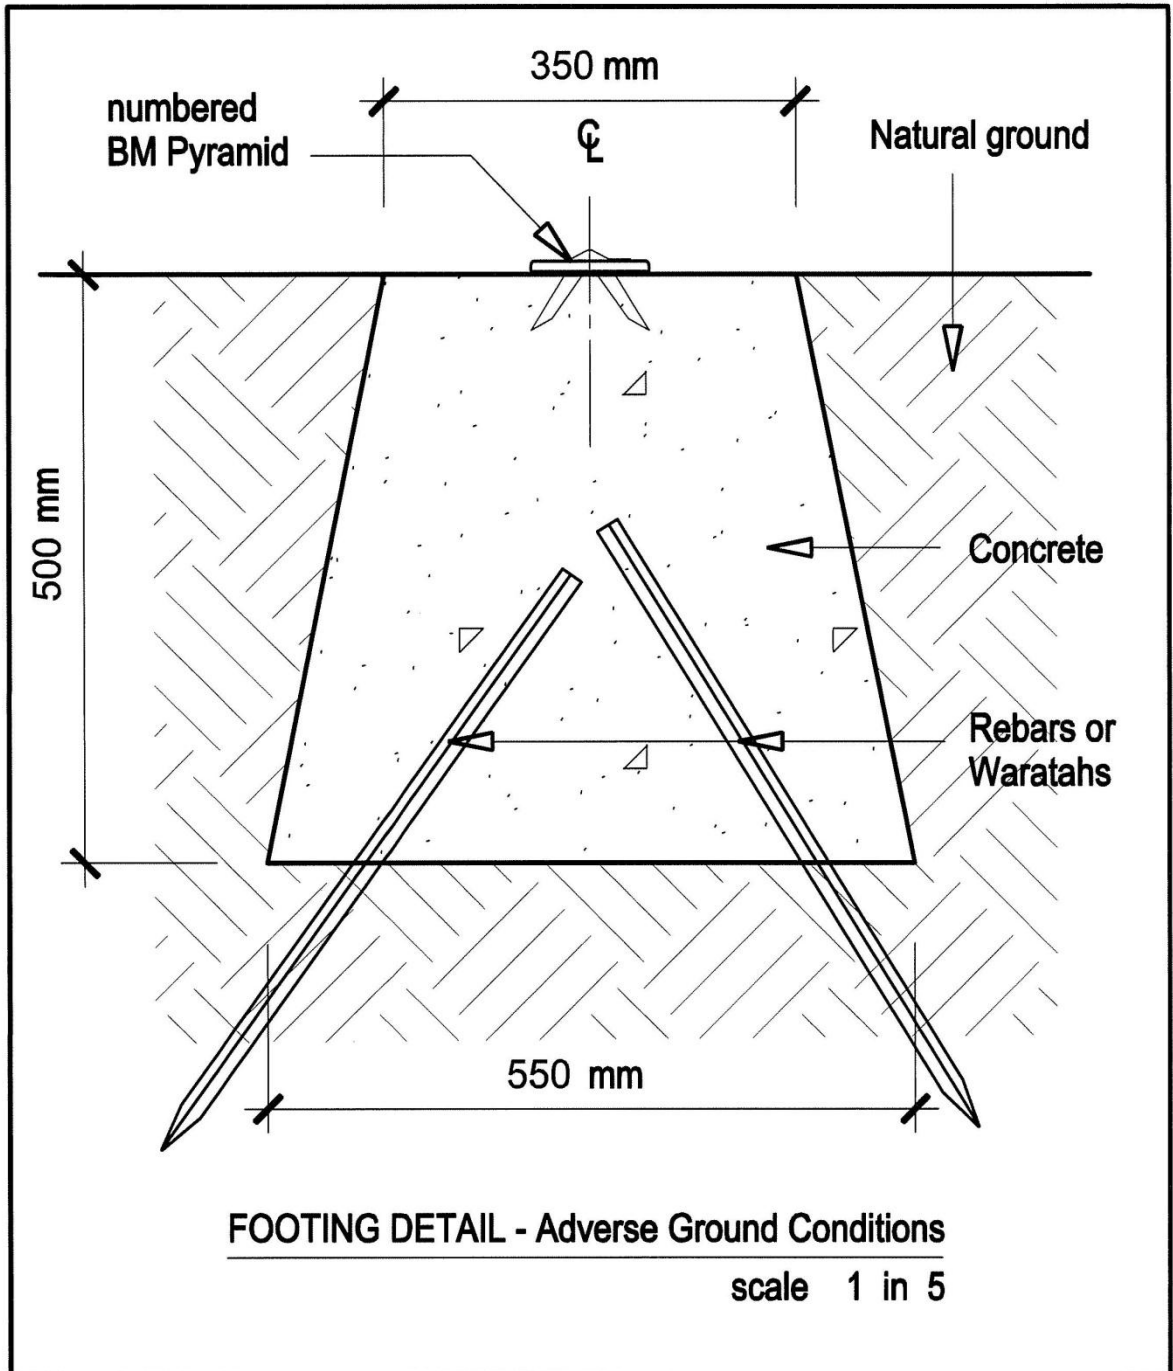 350 mm
numbered
BM Pyramid
℄
Natural ground
500 mm
Concrete
Rebars or
Waratahs
550 mm
FOOTING DETAIL - Adverse Ground Conditions
scale 1 in 5